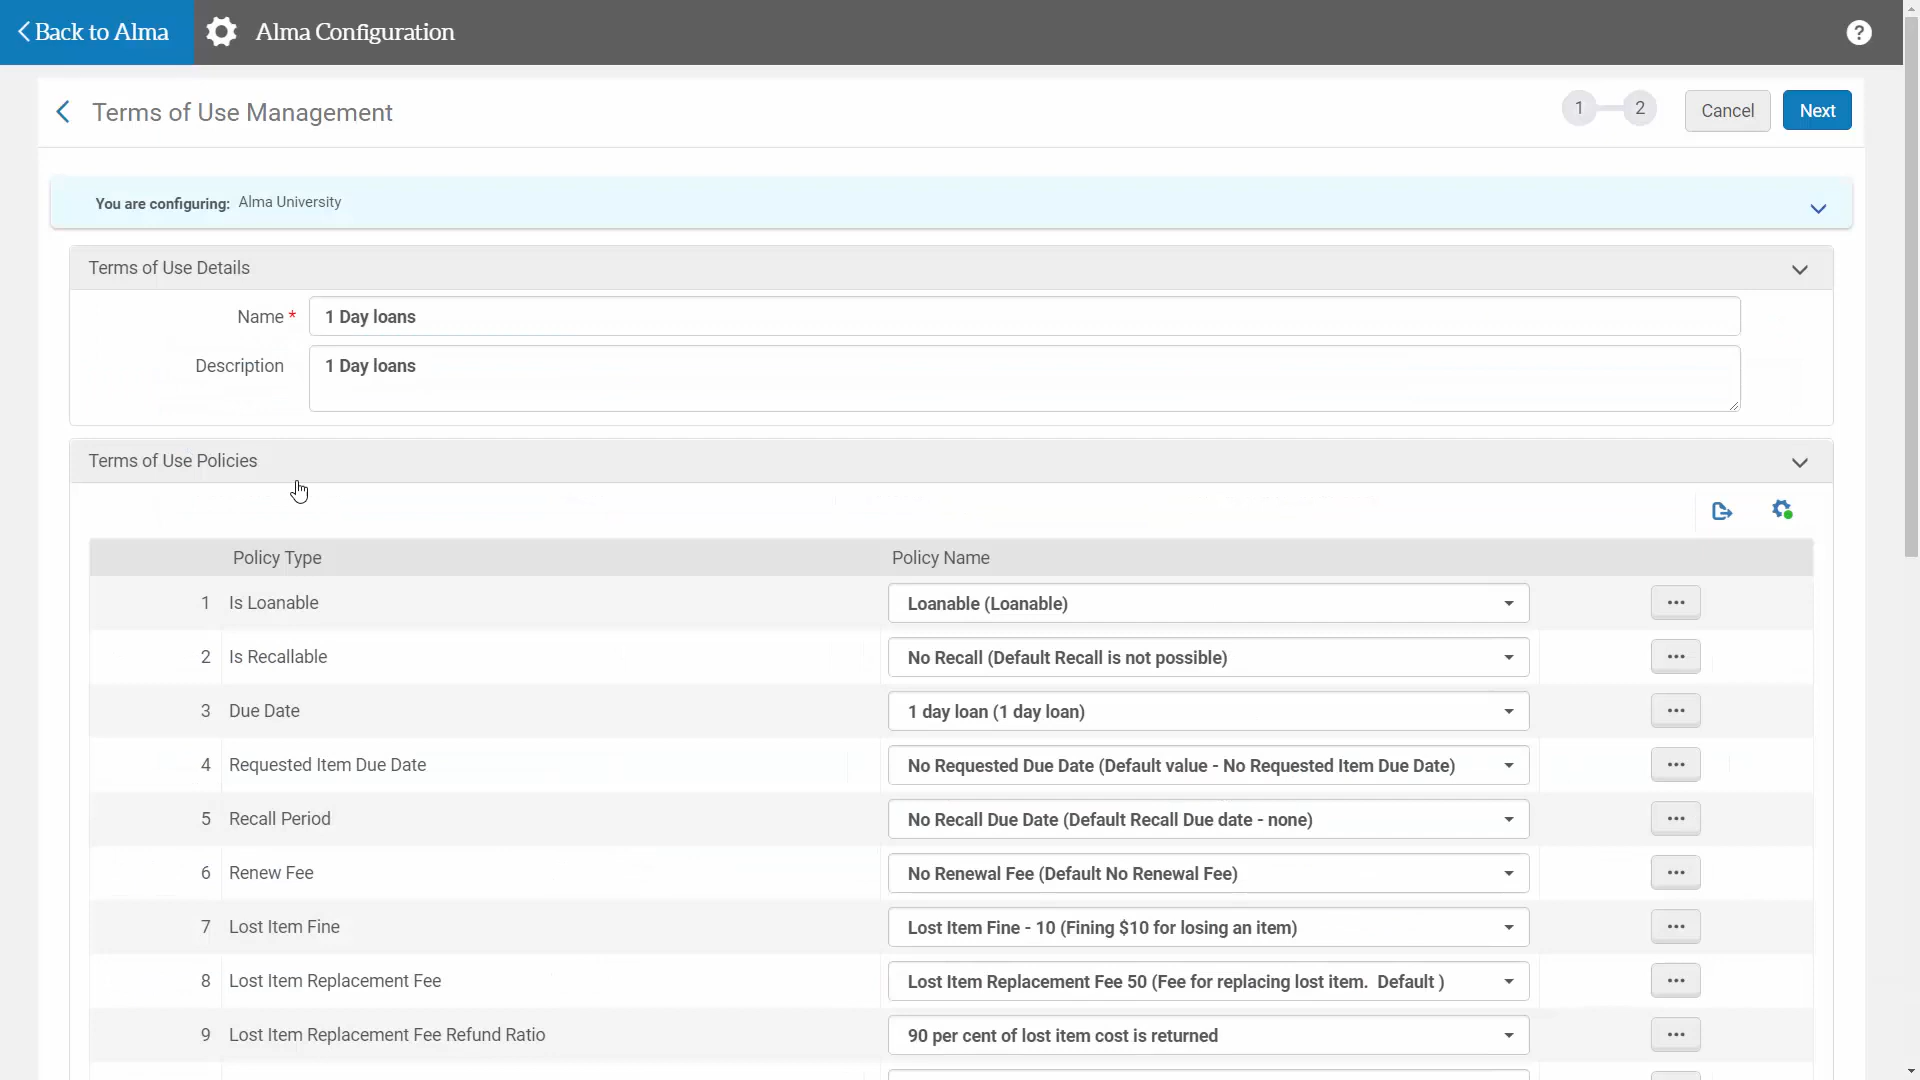 Back to Alma
Alma Configuration
?
Terms of Use Management
1
2
Cancel
Next
You are configuring: Alma University
Terms of Use Details
Name *
1 Day loans
Description
1 Day loans
Terms of Use Policies
Policy Type Policy Name
1 Is Loanable Loanable (Loanable)
2 Is Recallable No Recall (Default Recall is not possible)
3 Due Date 1 day loan (1 day loan)
4 Requested Item Due Date No Requested Due Date (Default value - No Requested Item Due Date)
5 Recall Period No Recall Due Date (Default Recall Due date - none)
6 Renew Fee No Renewal Fee (Default No Renewal Fee)
7 Lost Item Fine Lost Item Fine - 10 (Fining $10 for losing an item)
8 Lost Item Replacement Fee Lost Item Replacement Fee 50 (Fee for replacing lost item. Default )
9 Lost Item Replacement Fee Refund Ratio 90 per cent of lost item cost is returned